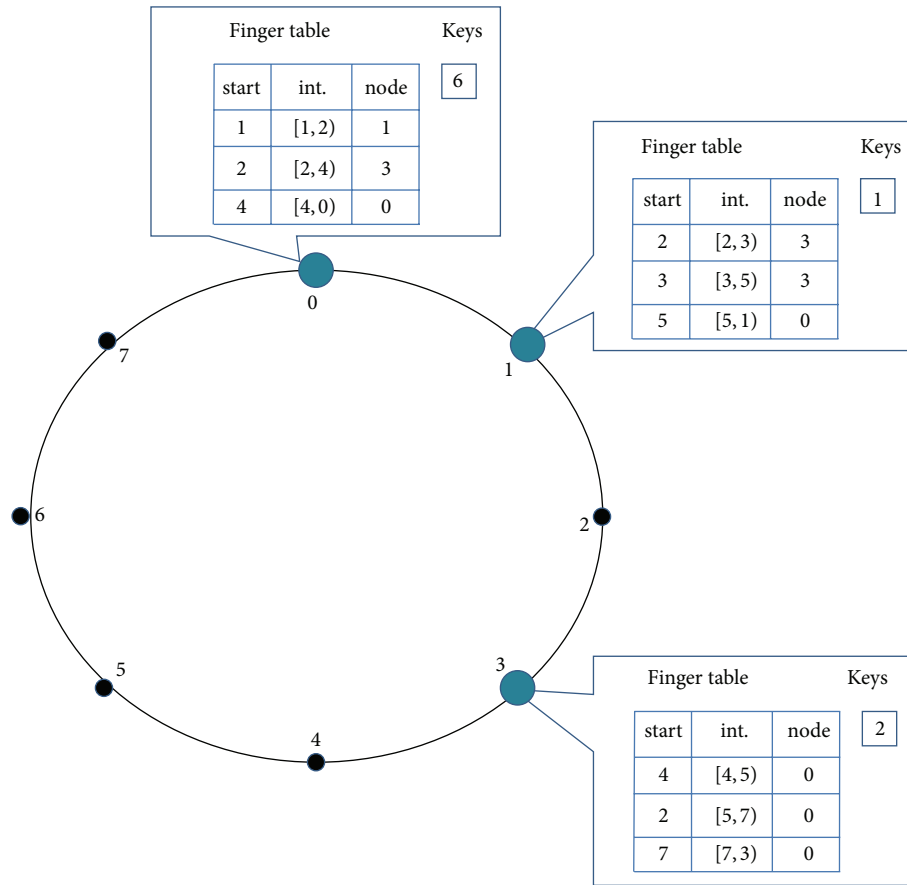 Finger table Keys
start int. node 6
1 [1, 2) 1
2 [2, 4) 3
4 [4, 0) 0
Finger table Keys
start int. node 1
2 [2, 3) 3
3 [3, 5) 3
5 [5, 1) 0
0
7
1
6
2
5
3
4
Finger table Keys
start int. node 2
4 [4, 5) 0
2 [5, 7) 0
7 [7, 3) 0